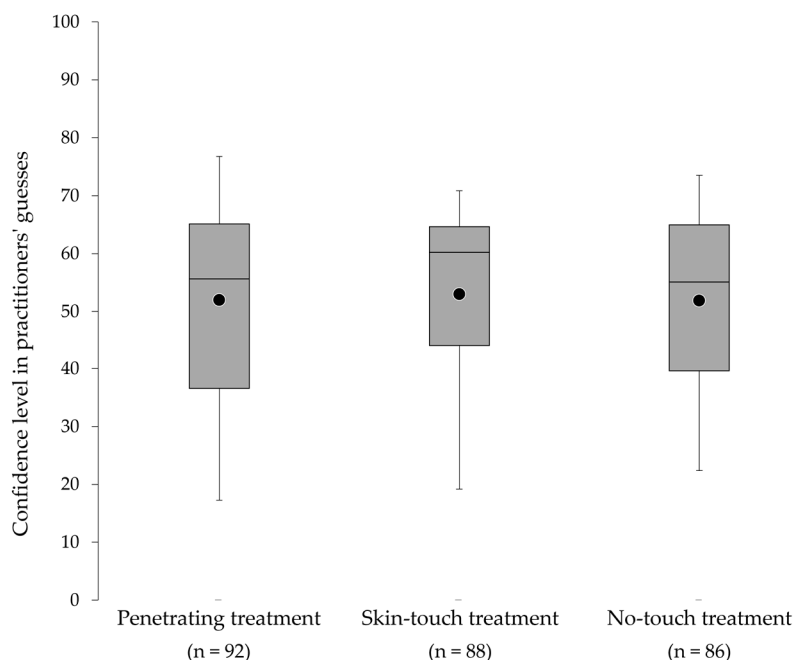 Confidence level in practitioners' guesses
100
90
80
70
60
50
40
30
20
10
0
Penetrating treatment
(n = 92)
Skin-touch treatment
(n = 88)
No-touch treatment
(n = 86)